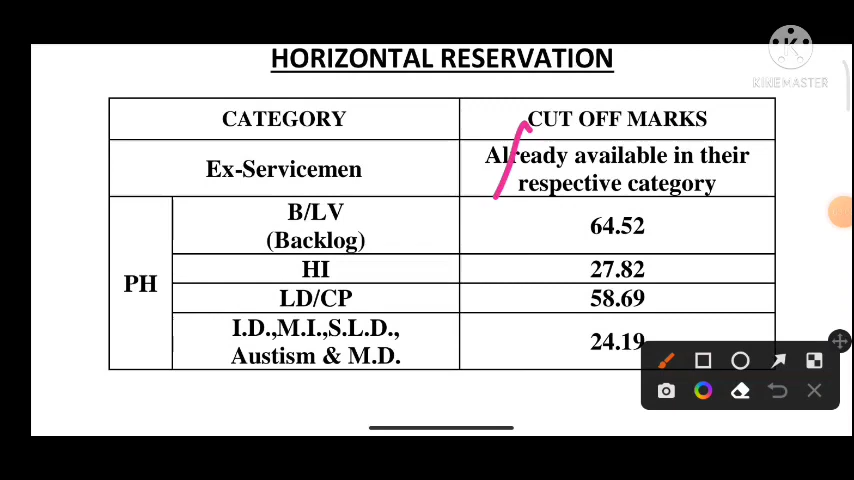 HORIZONTAL RESERVATION
KINEMASTER
CATEGORY
CUT OFF MARKS
Ex-Servicemen
Already available in their
respective category
PH
B/LV
(Backlog)
64.52
HI
27.82
LD/CP
58.69
I.D.,M.I.,S.L.D.,
Austism & M.D.
24.19